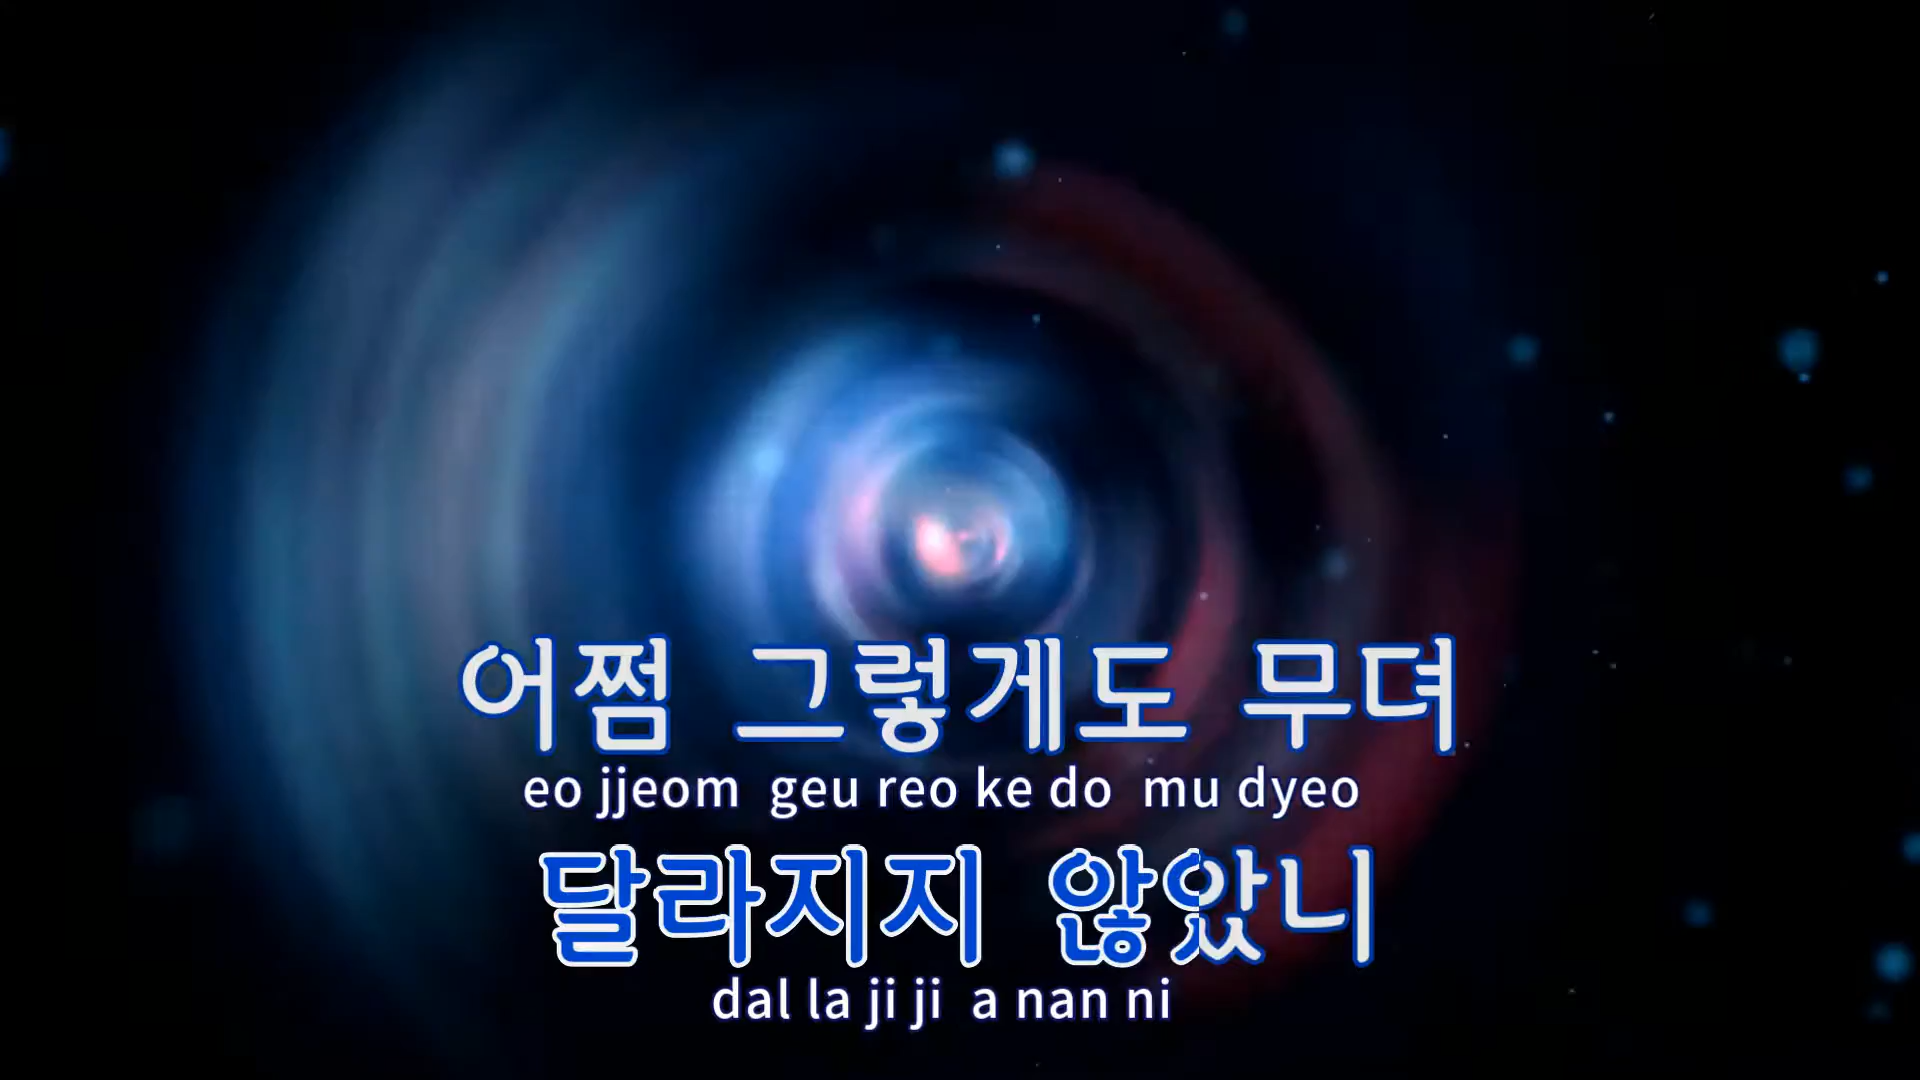 어쩜 그렇게도 무뎌
eo jjeom geu reo ke do mu dyeo
달라지지 않았니
dal la ji ji a nan ni